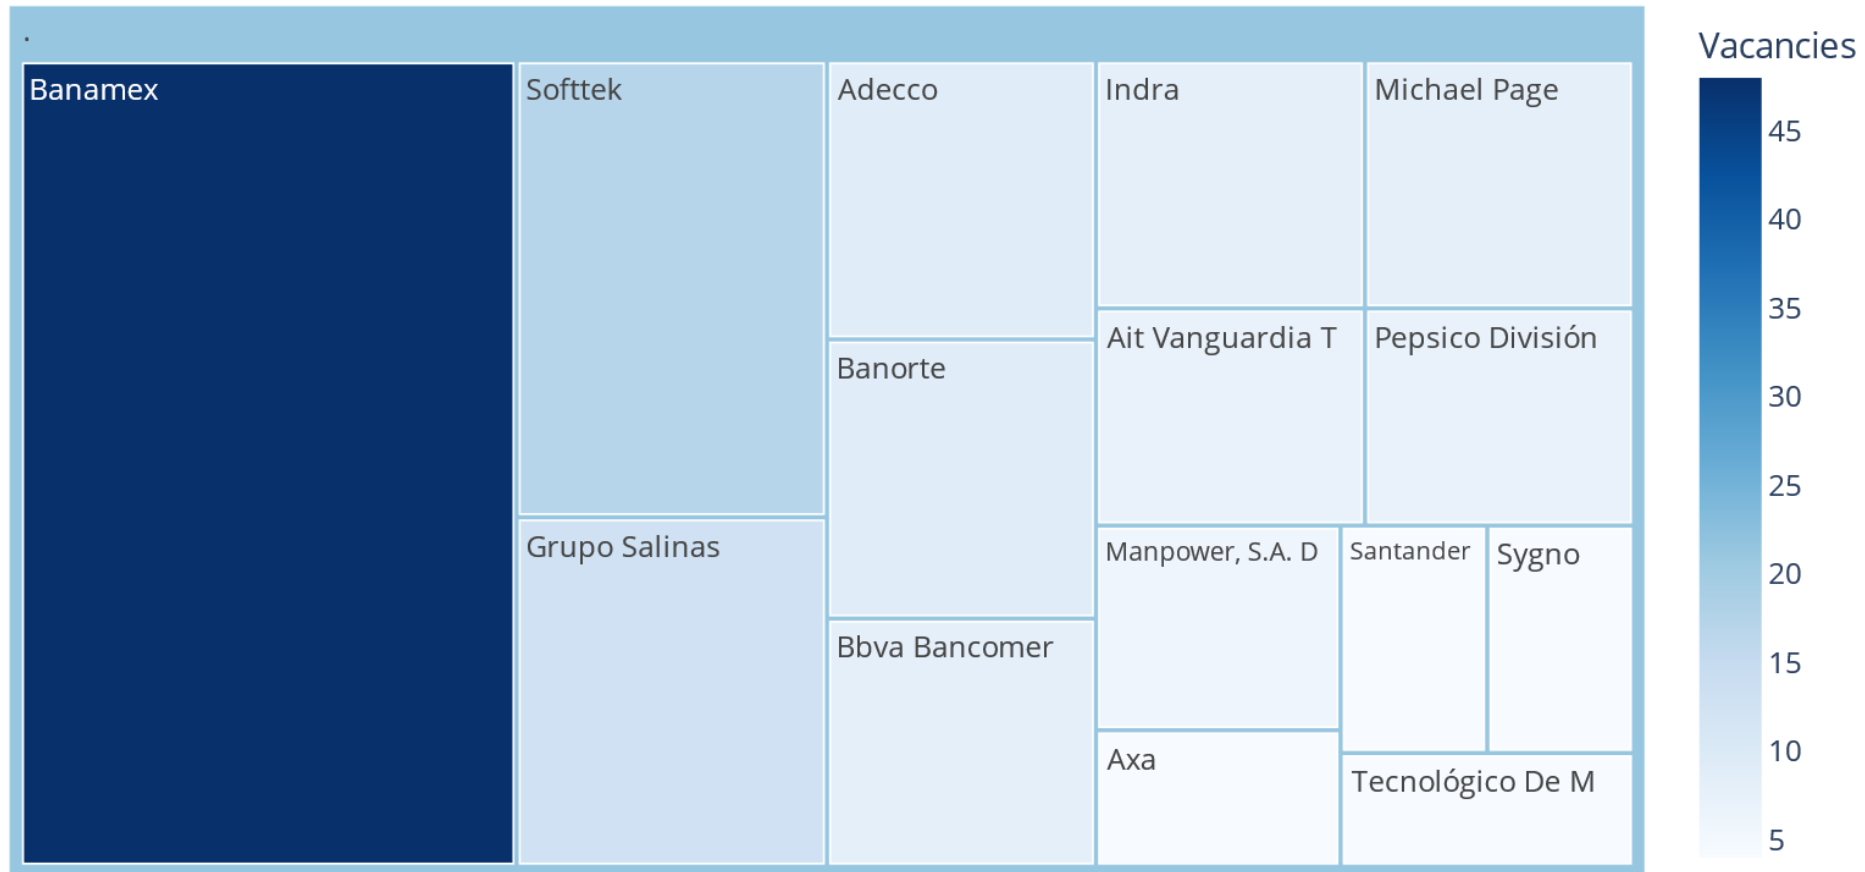 .
Banamex
Softtek
Grupo Salinas
Adecco
Banorte
Bbva Bancomer
Indra
Michael Page
Ait Vanguardia T
Pepsico División
Manpower, S.A. D
Santander
Sygno
Axa
Tecnológico De M
Vacancies
45
40
35
30
25
20
15
10
5